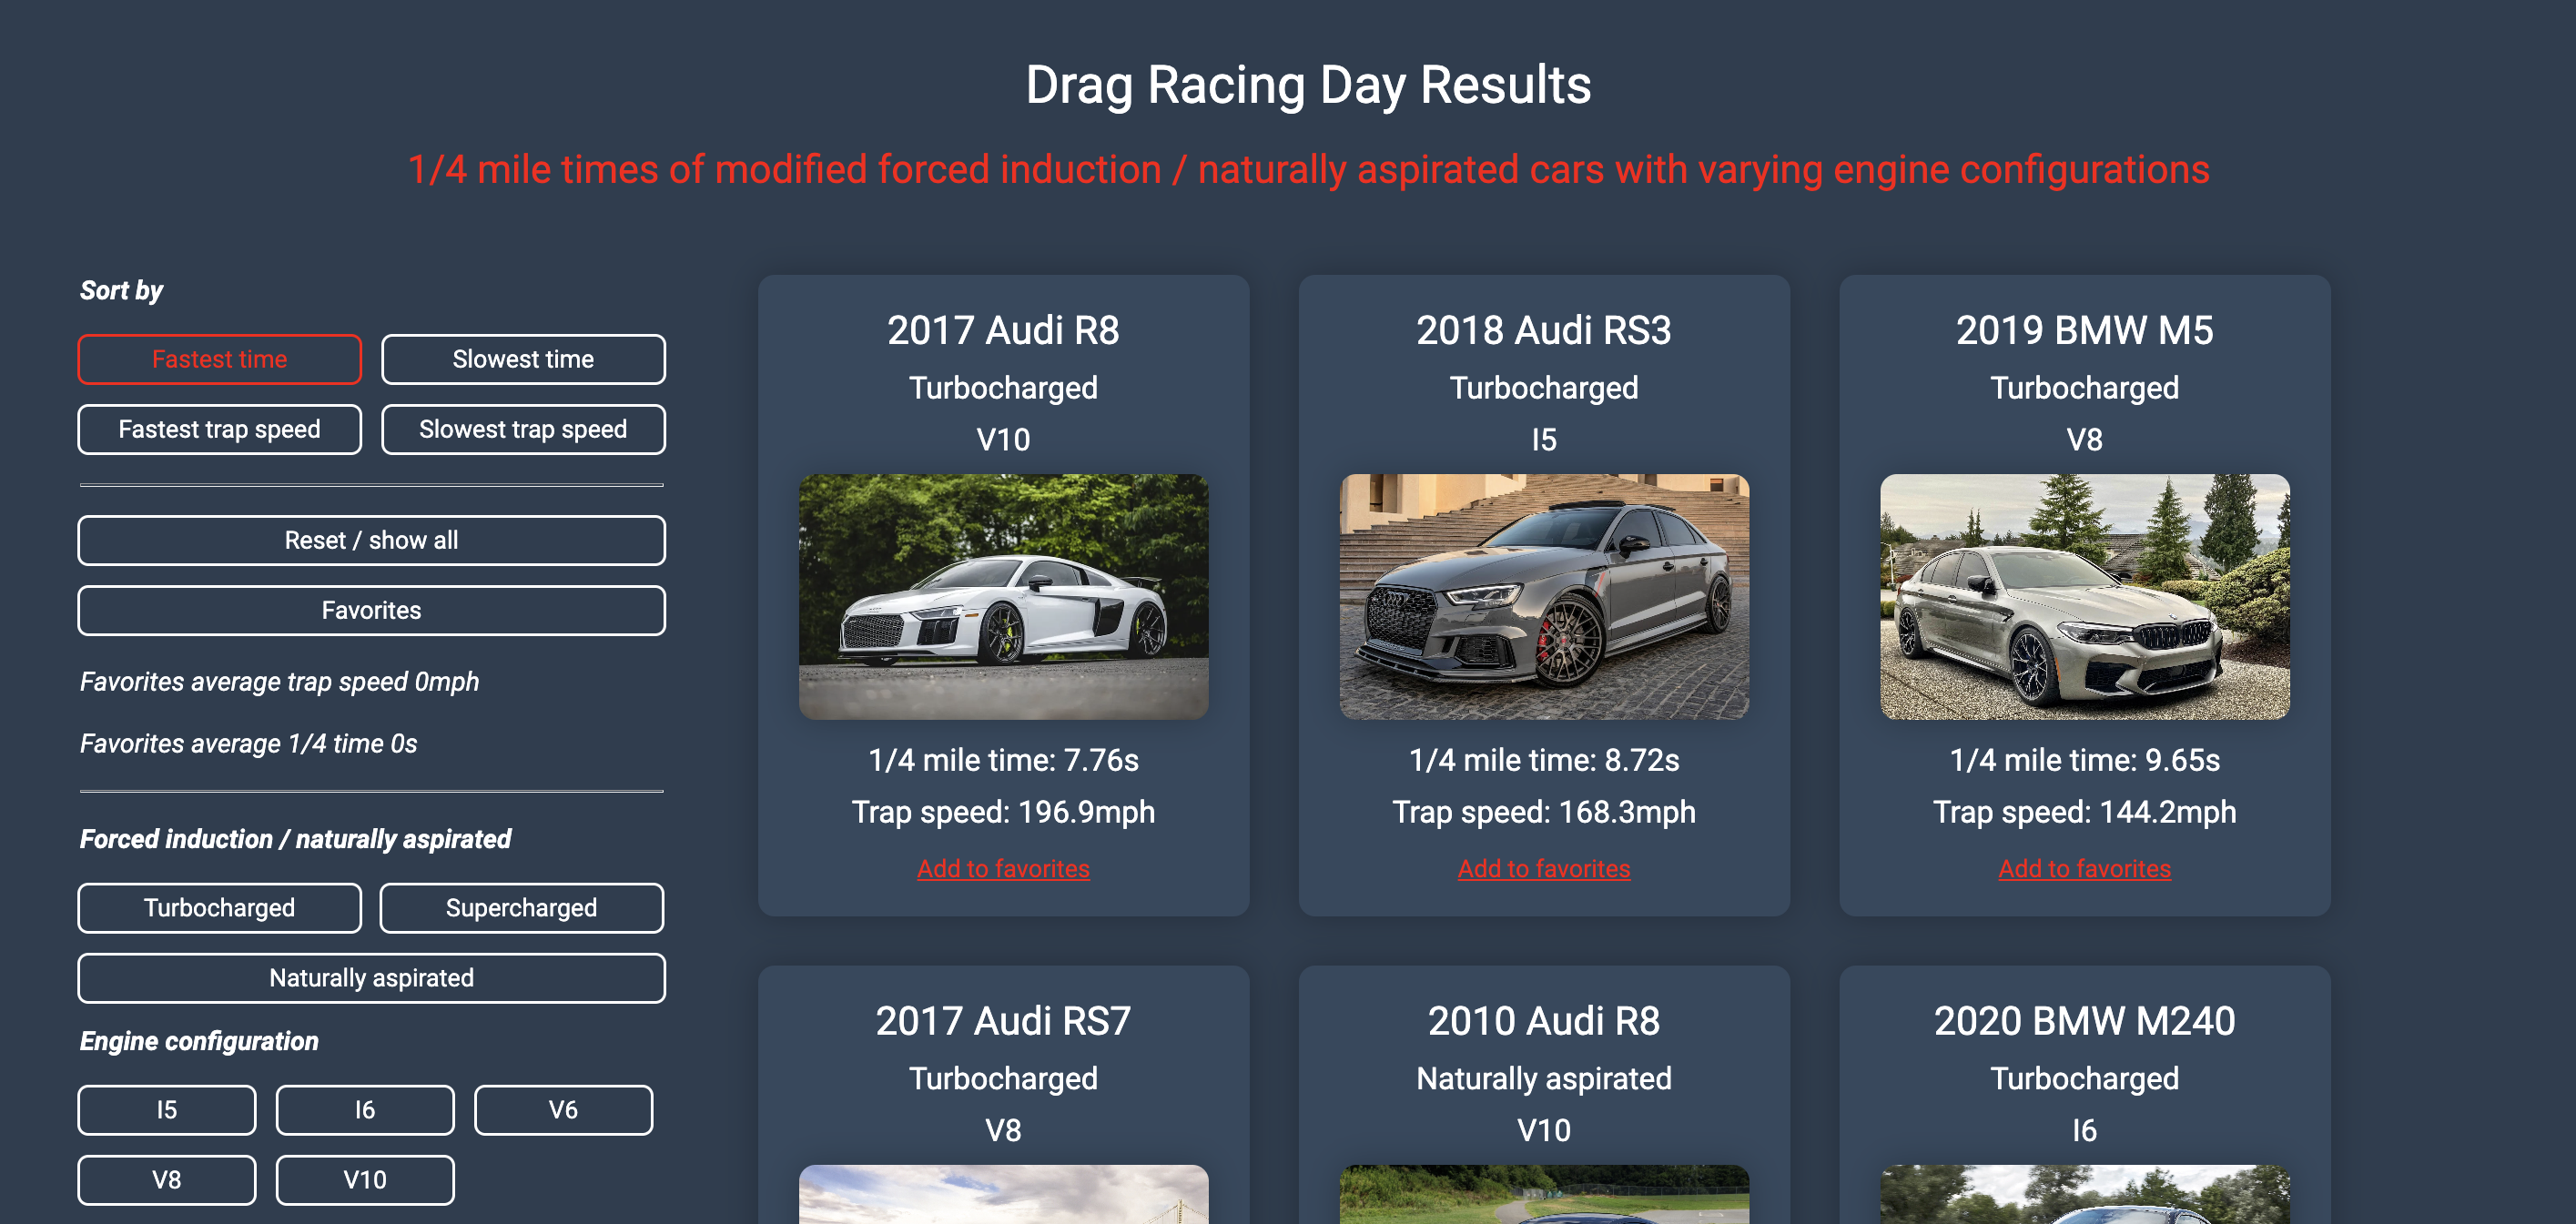 Drag Racing Day Results
1/4 mile times of modified forced induction / naturally aspirated cars with varying engine configurations
Sort by
Fastest time
Slowest time
Fastest trap speed
Slowest trap speed
Reset / show all
Favorites
Favorites average trap speed 0mph
Favorites average 1/4 time 0s
Forced induction / naturally aspirated
Turbocharged
Supercharged
Naturally aspirated
Engine configuration
I5
I6
V6
V8
V10
2017 Audi R8
Turbocharged
V10
1/4 mile time: 7.76s
Trap speed: 196.9mph
Add to favorites
2018 Audi RS3
Turbocharged
I5
1/4 mile time: 8.72s
Trap speed: 168.3mph
Add to favorites
2019 BMW M5
Turbocharged
V8
1/4 mile time: 9.65s
Trap speed: 144.2mph
Add to favorites
2017 Audi RS7
Turbocharged
V8
2010 Audi R8
Naturally aspirated
V10
2020 BMW M240
Turbocharged
I6